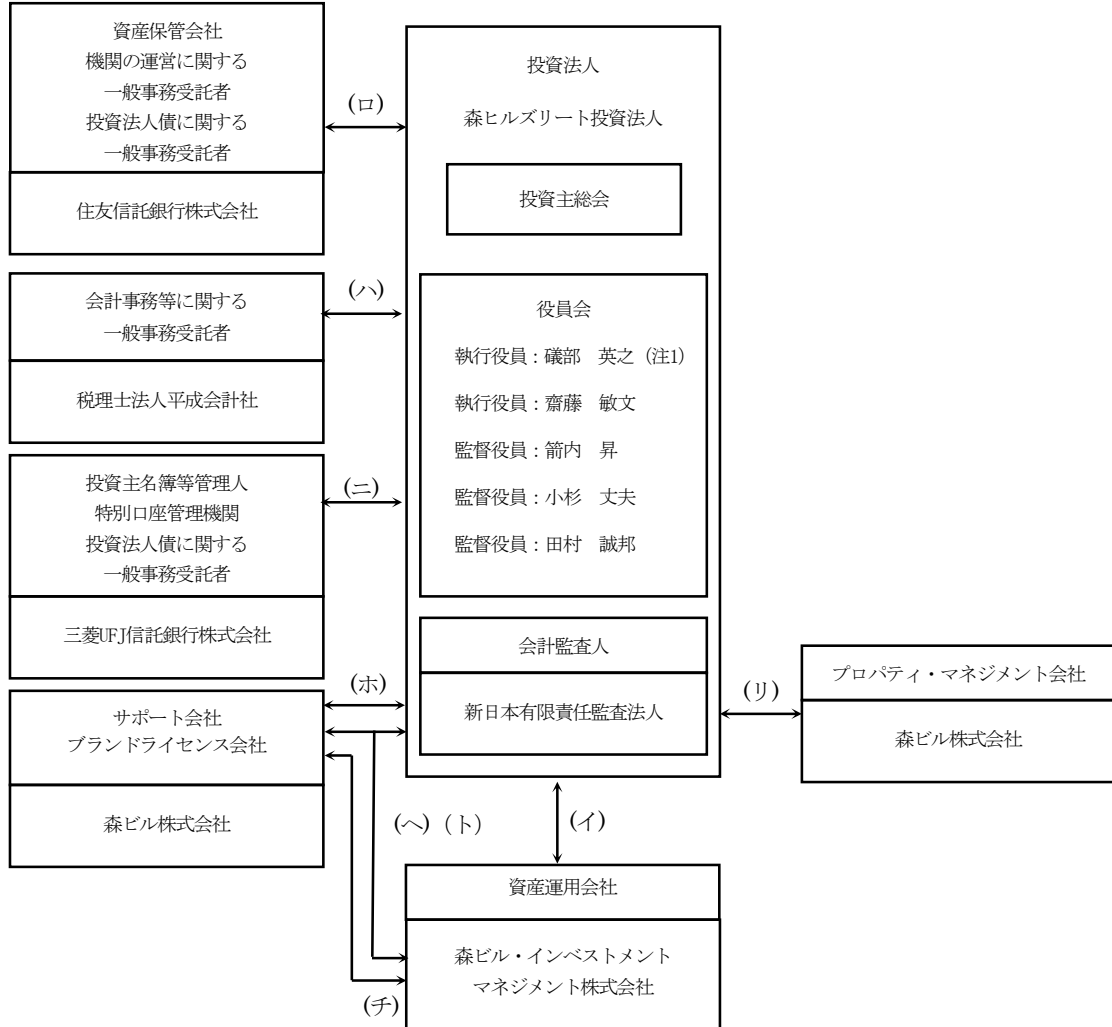 資産保管会社
機関の運営に関する
一般事務受託者
投資法人債に関する
一般事務受託者
住友信託銀行株式会社
(ロ)
会計事務等に関する
一般事務受託者
税理士法人平成会計社
(ハ)
投資主名簿等管理人
特別口座管理機関
投資法人債に関する
一般事務受託者
三菱UFJ信託銀行株式会社
(ニ)
サポート会社
ブランドライセンス会社
森ビル株式会社
(ホ)
(ヘ)(ト)
(チ)
投資法人
森ヒルズリート投資法人
投資主総会
役員会
執行役員:礒部 英之(注1)
執行役員:齋藤 敏文
監督役員:箭内 昇
監督役員:小杉 丈夫
監督役員:田村 誠邦
会計監査人
新日本有限責任監査法人
(イ)
資産運用会社
森ビル・インベストメント
マネジメント株式会社
(リ)
プロパティ・マネジメント会社
森ビル株式会社